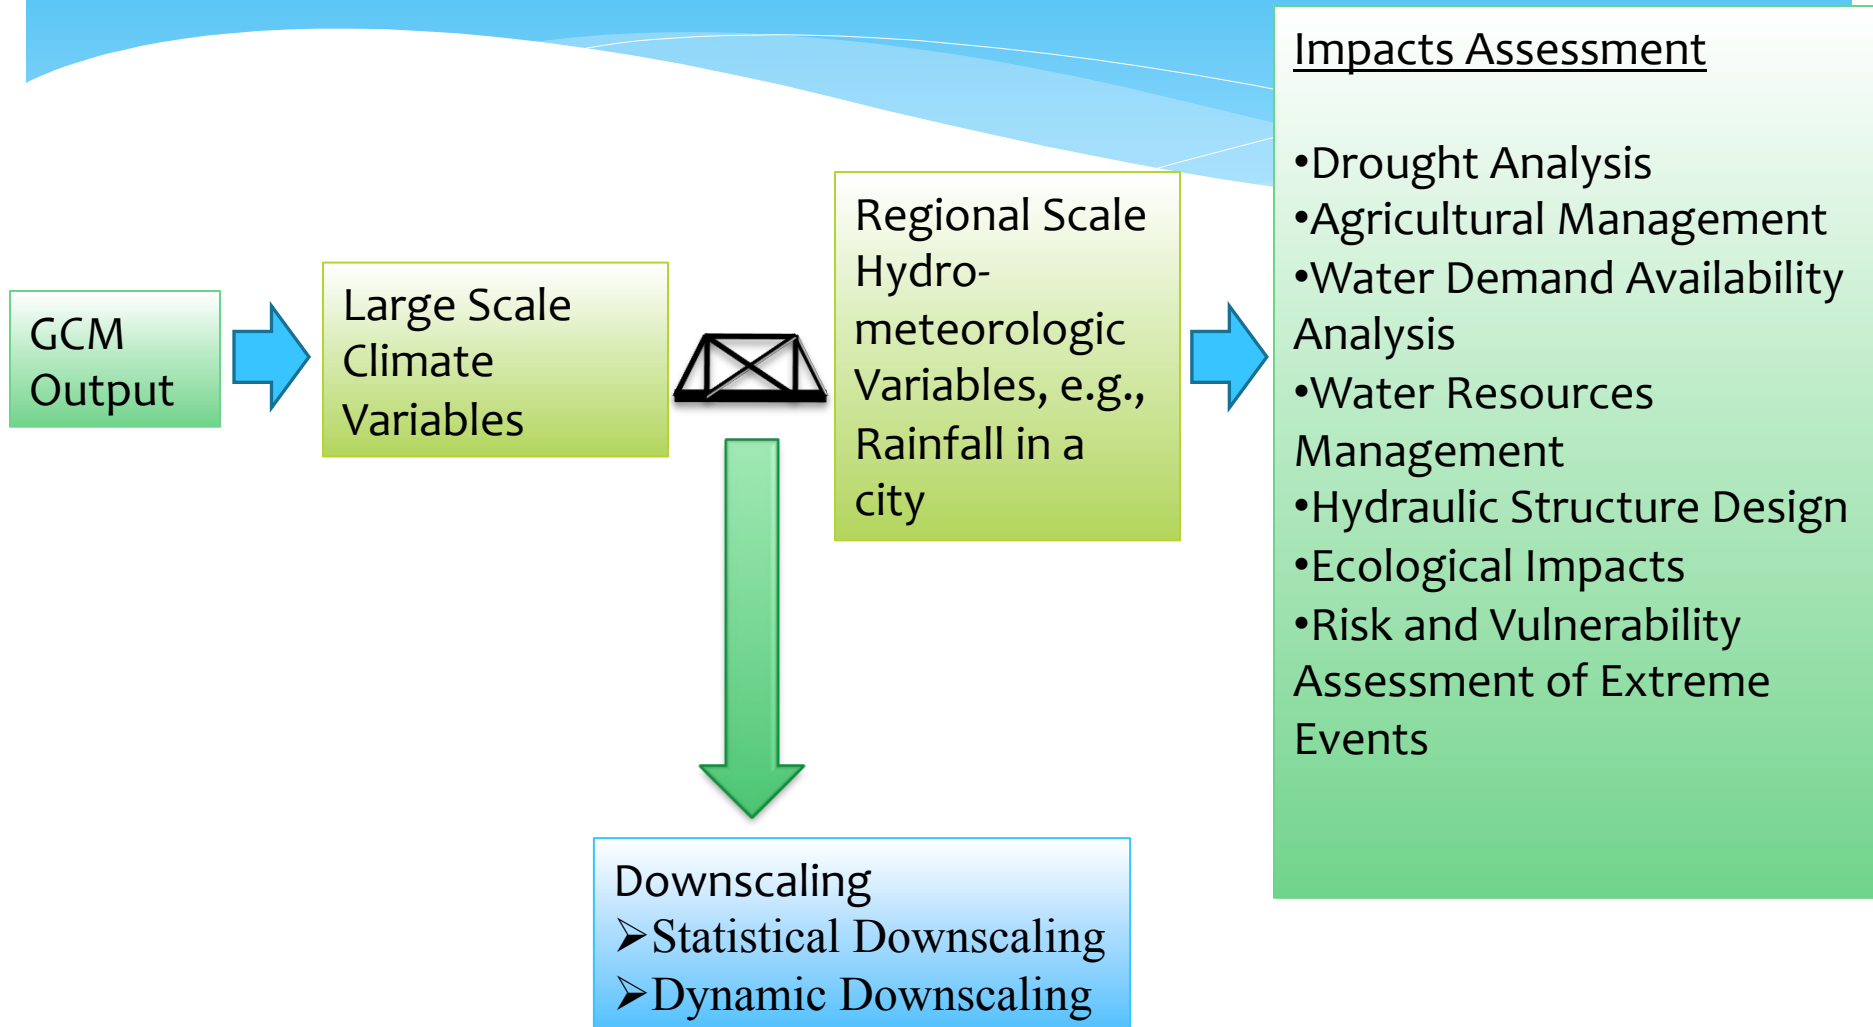 GCM
Output
Large Scale
Climate
Variables
Regional Scale
Hydro-
meteorologic
Variables, e.g.,
Rainfall in a
city
Impacts Assessment
•Drought Analysis
•Agricultural Management
•Water Demand Availability
Analysis
•Water Resources
Management
•Hydraulic Structure Design
•Ecological Impacts
•Risk and Vulnerability
Assessment of Extreme
Events
Downscaling
➢Statistical Downscaling
➢Dynamic Downscaling